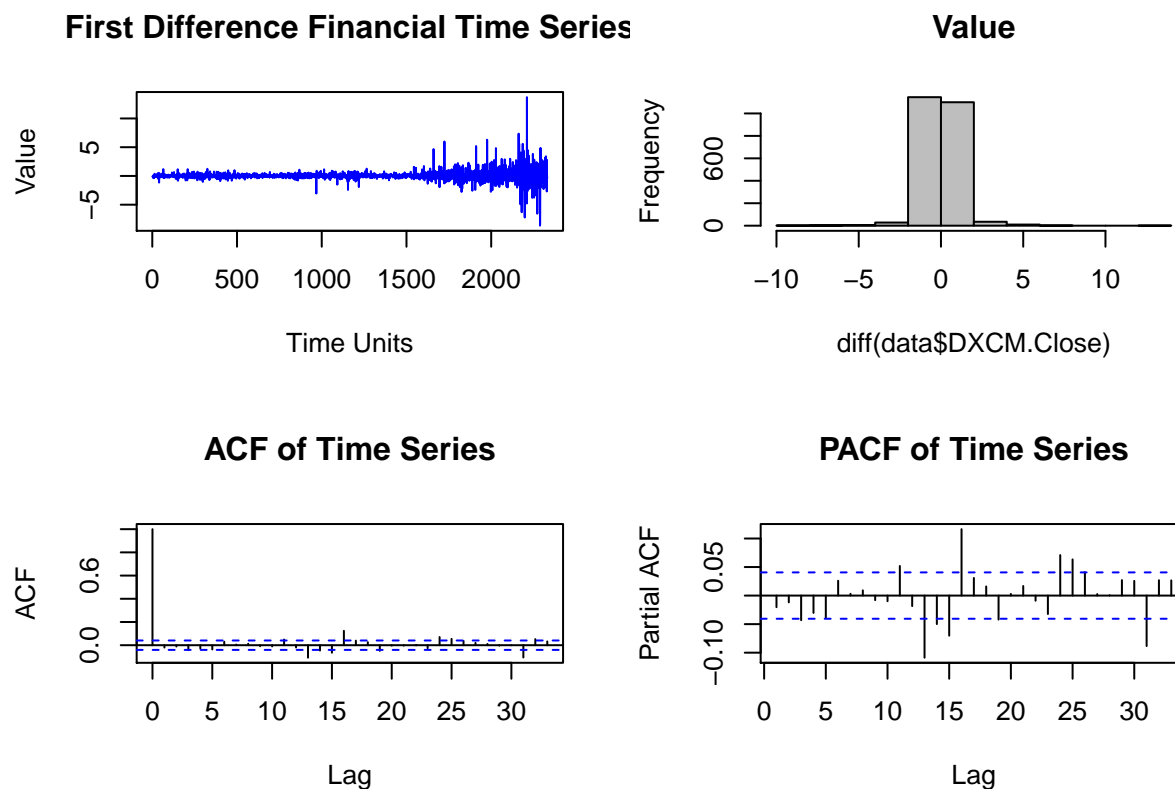 First Difference Financial Time Series
Value
5
−5
0 500 1000 1500 2000
Time Units
Value
Frequency
600
0
−10 −5 0 5 10
diff(data$DXCM.Close)
ACF of Time Series
ACF
0.6
0.0
0 5 10 15 20 25 30
Lag
PACF of Time Series
Partial ACF
0.05
−0.10
0 5 10 15 20 25 30
Lag